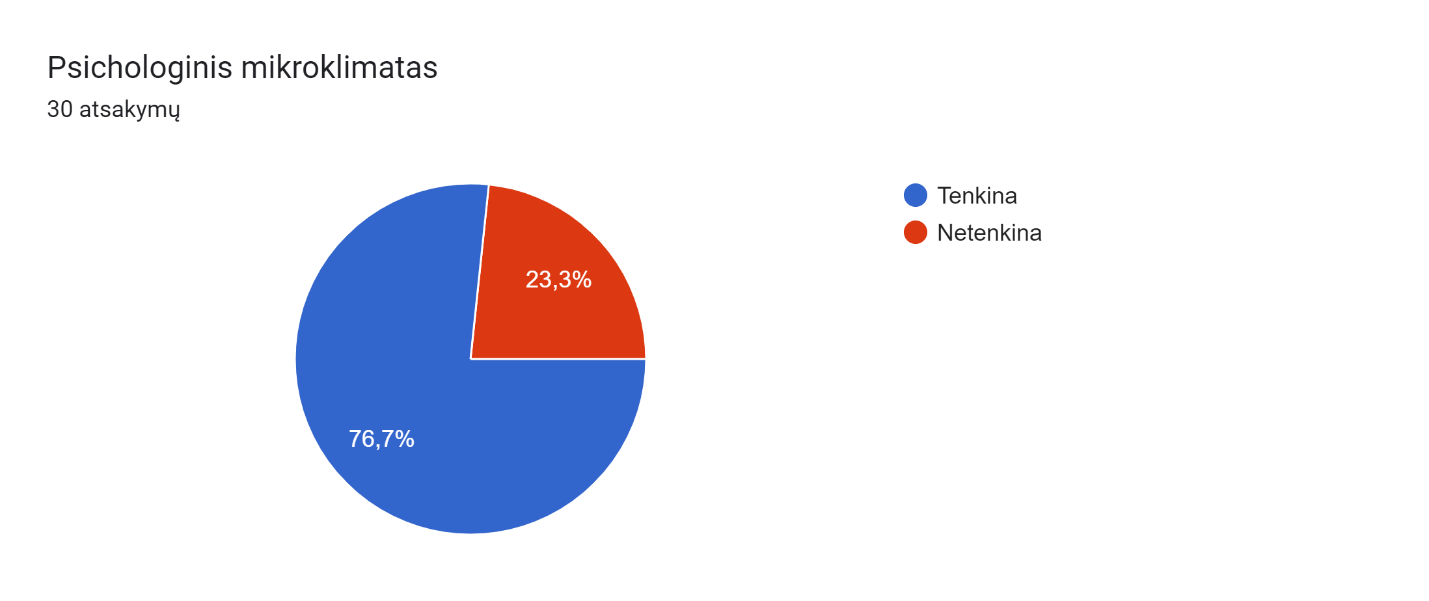 Psichologinis mikroklimatas
30 atsakymų
Tenkina
Netenkina
23,3%
76,7%